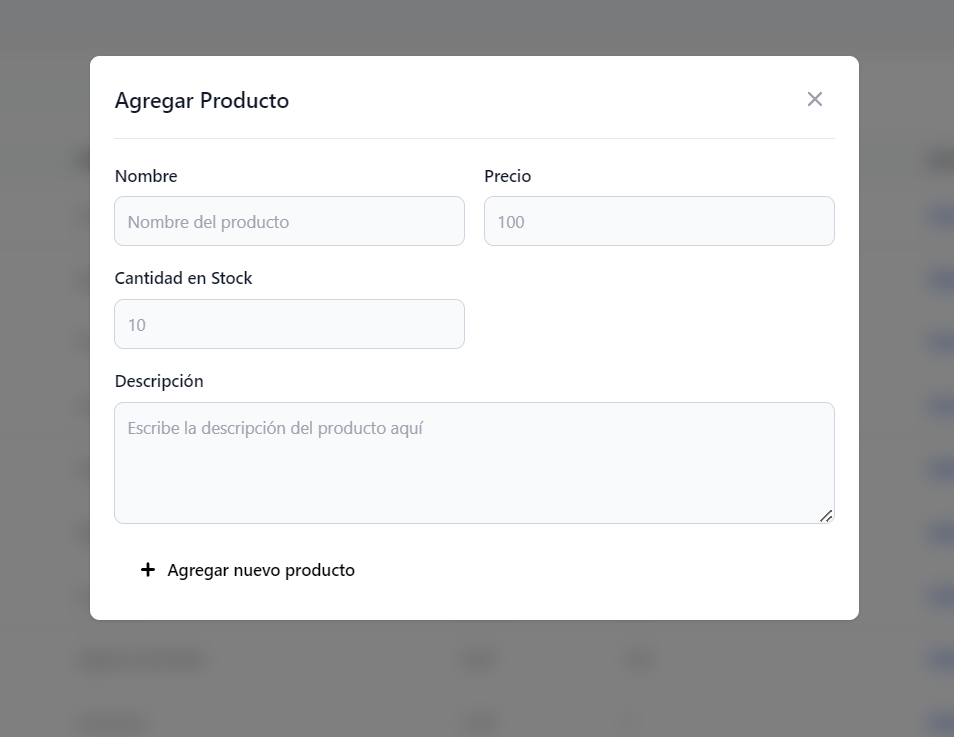 Agregar Producto
Nombre
Precio
Nombre del producto
100
Cantidad en Stock
10
Descripción
Escribe la descripción del producto aquí
Agregar nuevo producto